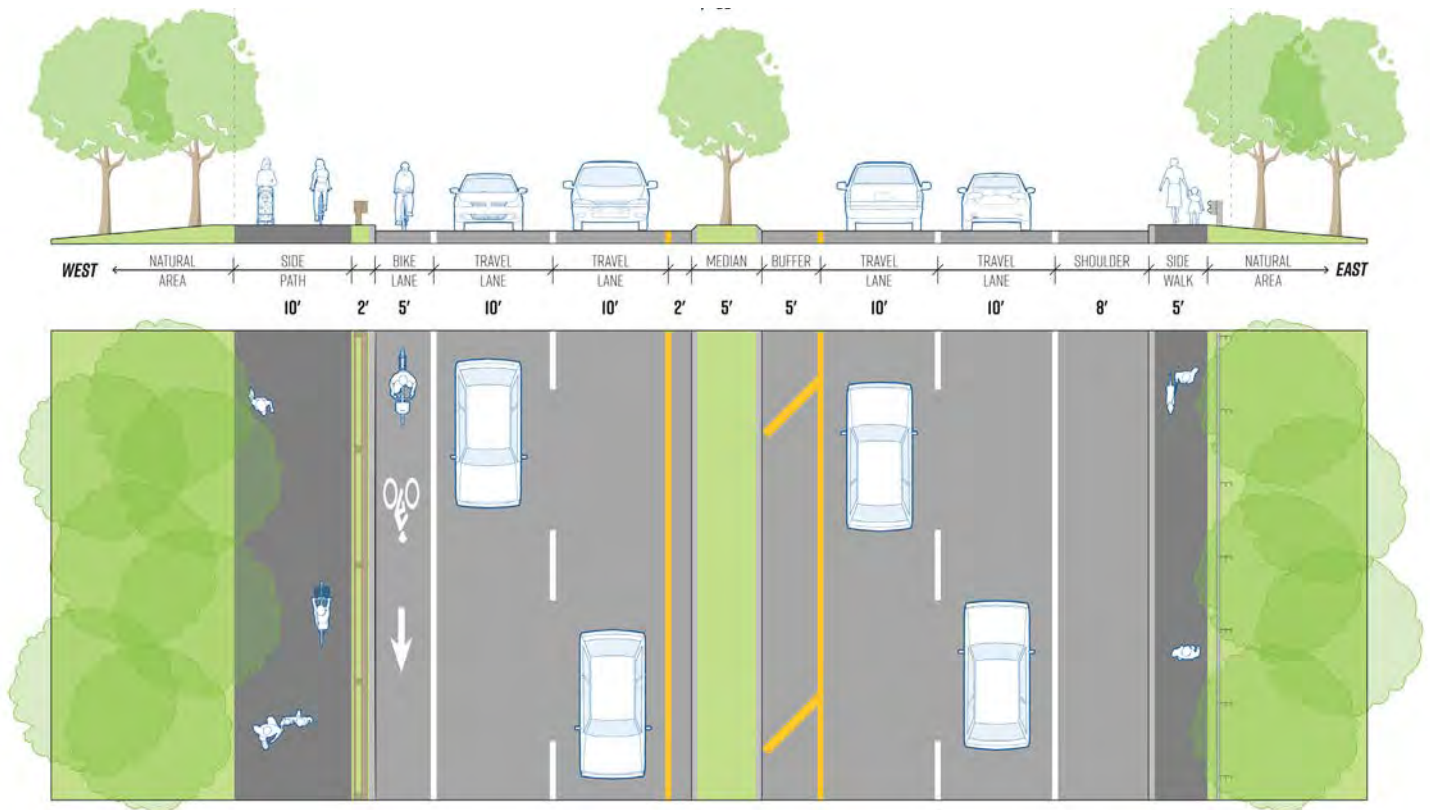 WEST
NATURAL
AREA
SIDE
PATH
BIKE
LANE
TRAVEL
LANE
TRAVEL
LANE
MEDIAN
BUFFER
TRAVEL
LANE
TRAVEL
LANE
SHOULDER
SIDE
WALK
NATURAL
AREA
EAST
10' 2' 5' 10' 10' 2' 5' 5' 10' 10' 8' 5'